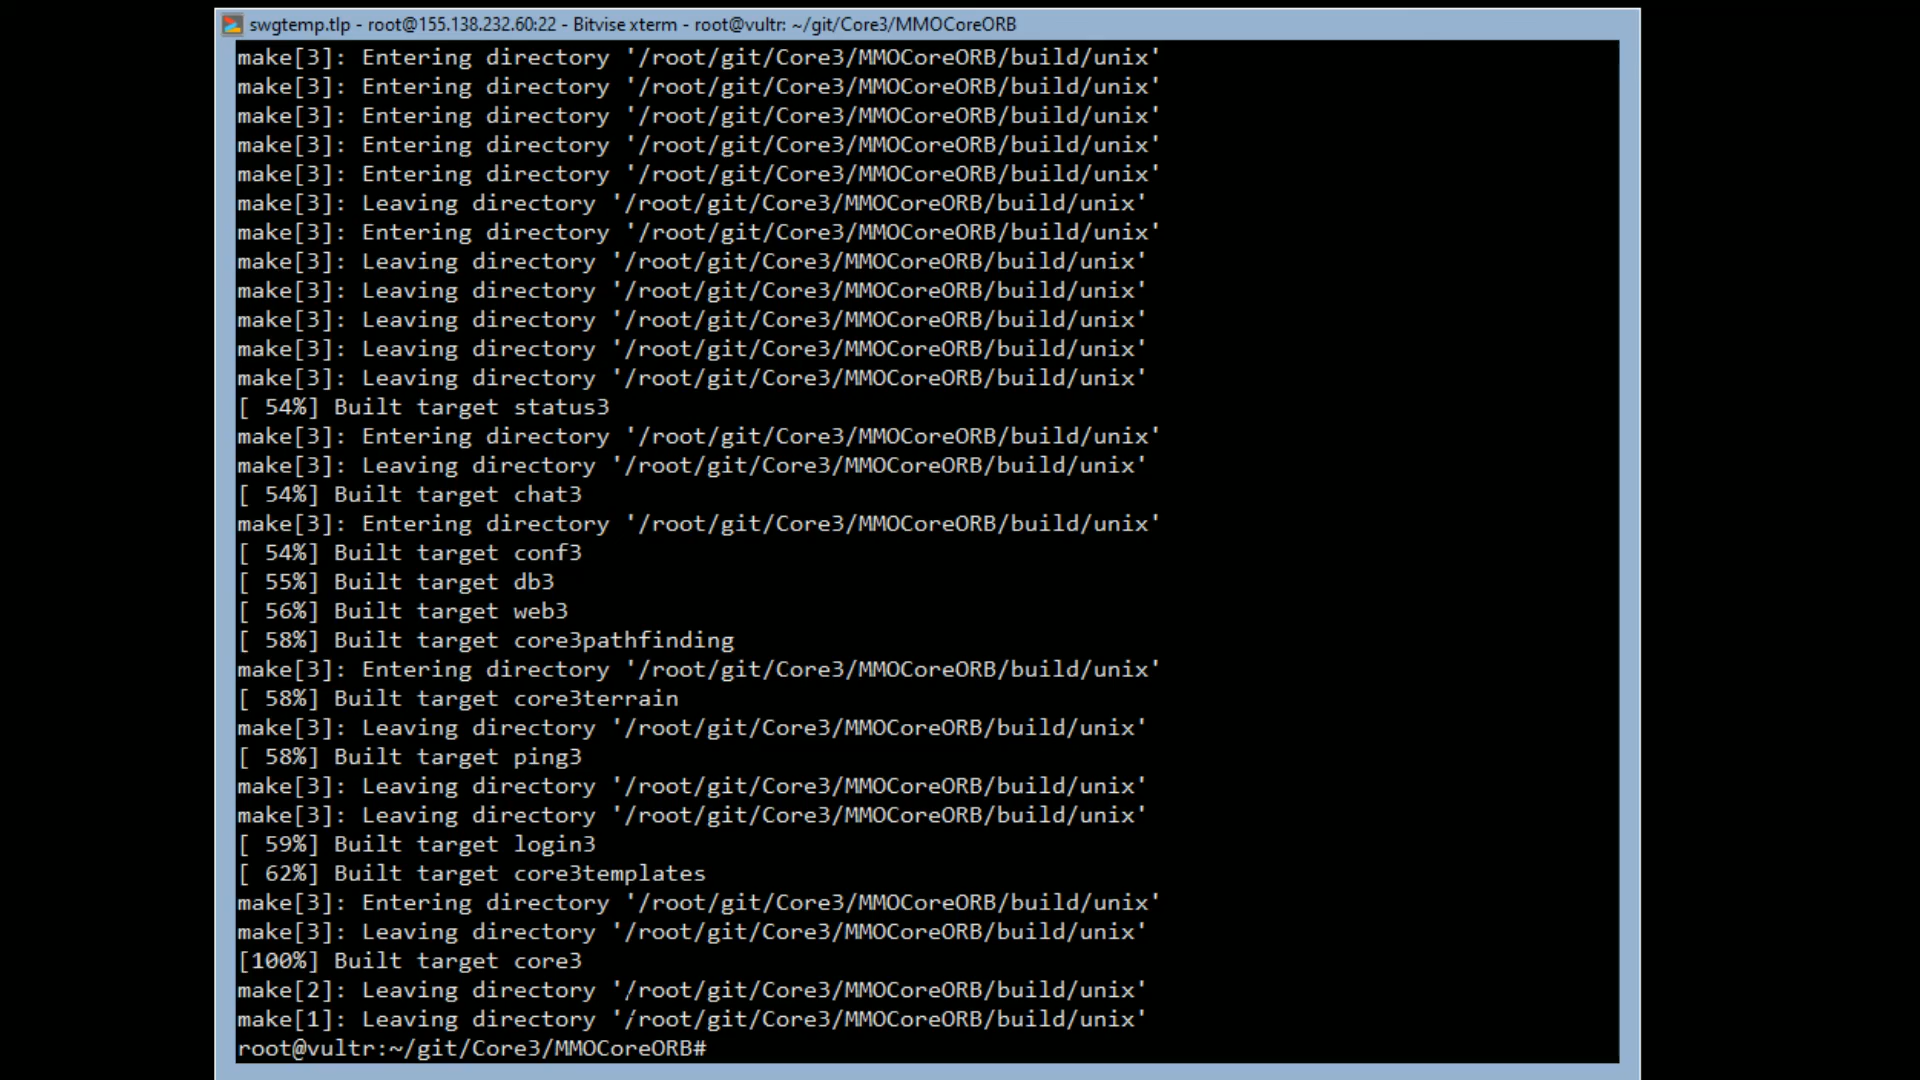 swgtemp.tlp - root@155.138.232.60:22 - Bitvise xterm - root@vultr: ~/git/Core3/MMOCoreORB
make[3]: Entering directory '/root/git/Core3/MMOCoreORB/build/unix'
make[3]: Entering directory '/root/git/Core3/MMOCoreORB/build/unix'
make[3]: Entering directory '/root/git/Core3/MMOCoreORB/build/unix'
make[3]: Entering directory '/root/git/Core3/MMOCoreORB/build/unix'
make[3]: Entering directory '/root/git/Core3/MMOCoreORB/build/unix'
make[3]: Leaving directory '/root/git/Core3/MMOCoreORB/build/unix'
make[3]: Entering directory '/root/git/Core3/MMOCoreORB/build/unix'
make[3]: Leaving directory '/root/git/Core3/MMOCoreORB/build/unix'
make[3]: Leaving directory '/root/git/Core3/MMOCoreORB/build/unix'
make[3]: Leaving directory '/root/git/Core3/MMOCoreORB/build/unix'
make[3]: Leaving directory '/root/git/Core3/MMOCoreORB/build/unix'
make[3]: Leaving directory '/root/git/Core3/MMOCoreORB/build/unix'
[ 54%] Built target status3
make[3]: Entering directory '/root/git/Core3/MMOCoreORB/build/unix'
make[3]: Leaving directory '/root/git/Core3/MMOCoreORB/build/unix'
[ 54%] Built target chat3
make[3]: Entering directory '/root/git/Core3/MMOCoreORB/build/unix'
[ 54%] Built target conf3
[ 55%] Built target db3
[ 56%] Built target web3
[ 58%] Built target core3pathfinding
make[3]: Entering directory '/root/git/Core3/MMOCoreORB/build/unix'
[ 58%] Built target core3terrain
make[3]: Leaving directory '/root/git/Core3/MMOCoreORB/build/unix'
[ 58%] Built target ping3
make[3]: Leaving directory '/root/git/Core3/MMOCoreORB/build/unix'
make[3]: Leaving directory '/root/git/Core3/MMOCoreORB/build/unix'
[ 59%] Built target login3
[ 62%] Built target core3templates
make[3]: Entering directory '/root/git/Core3/MMOCoreORB/build/unix'
make[3]: Leaving directory '/root/git/Core3/MMOCoreORB/build/unix'
[100%] Built target core3
make[2]: Leaving directory '/root/git/Core3/MMOCoreORB/build/unix'
make[1]: Leaving directory '/root/git/Core3/MMOCoreORB/build/unix'
root@vultr:~/git/Core3/MMOCoreORB#